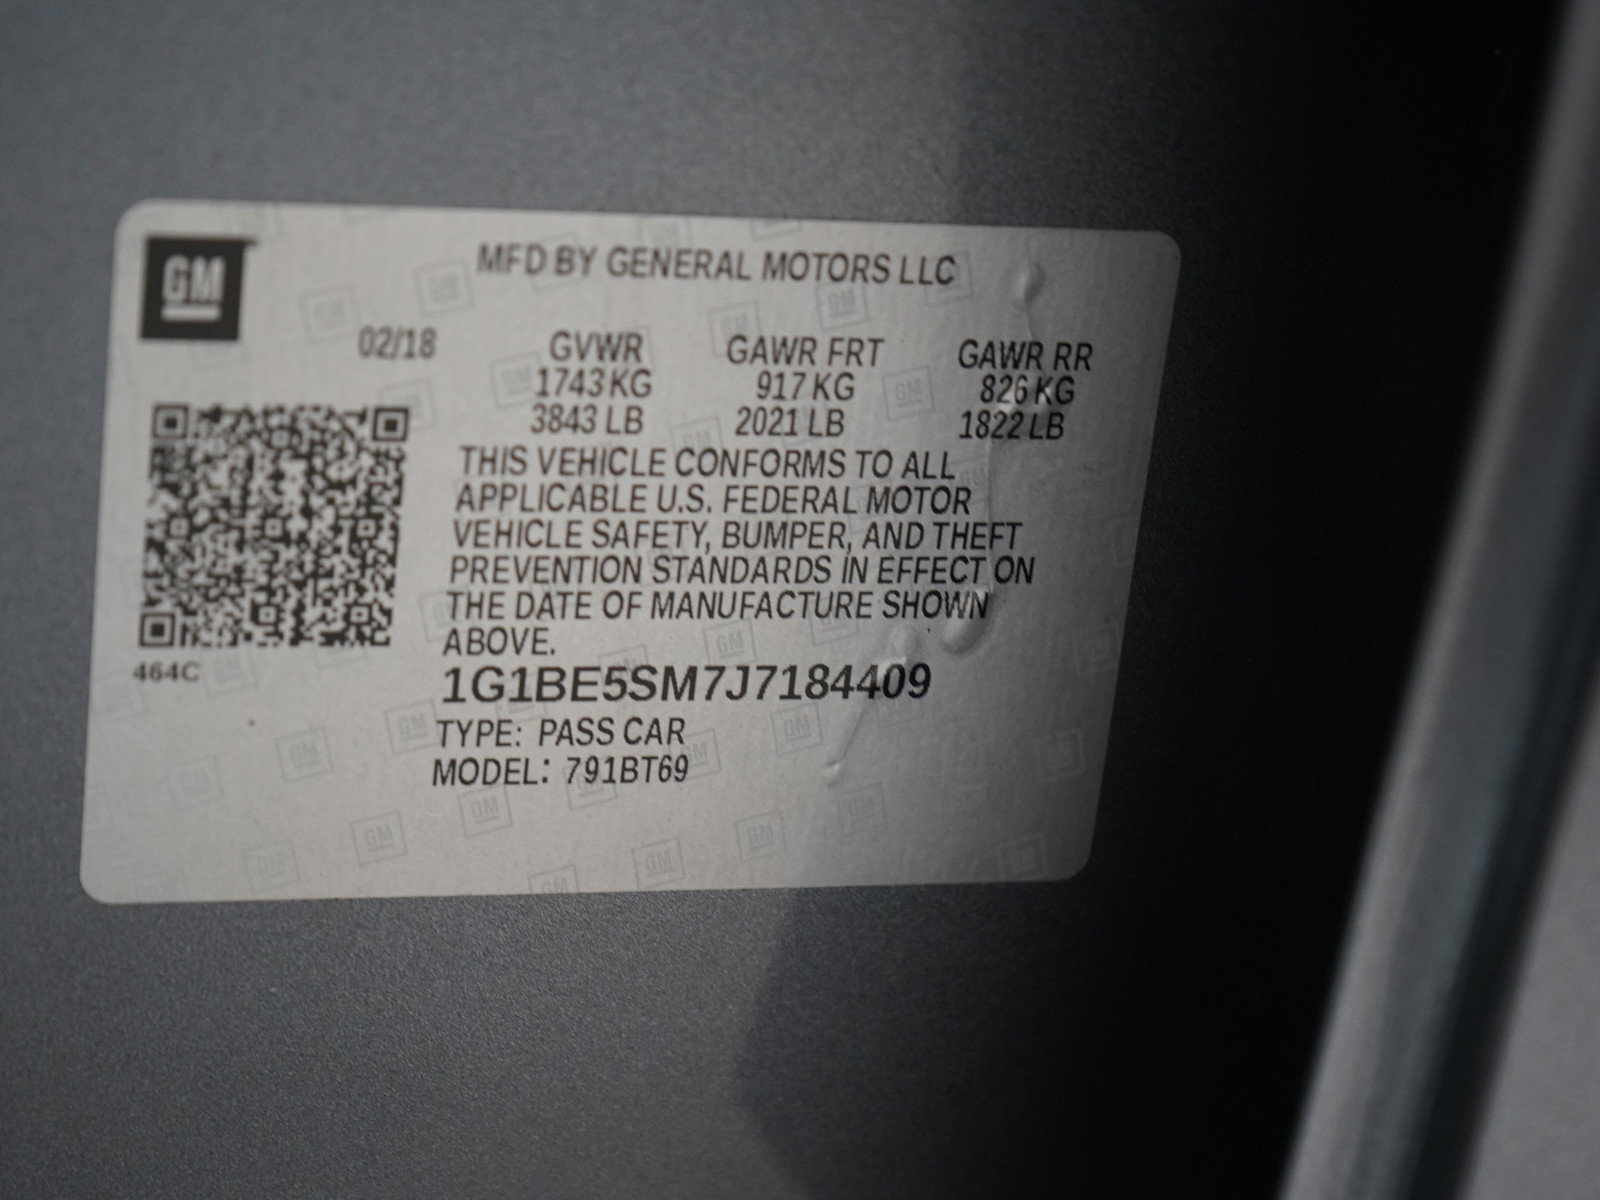 GM
MFD BY GENERAL MOTORS LLC
02/18 GVWR GAWR FRT GAWR RR
1743 KG 917 KG 826 KG
3843 LB 2021 LB 1822 LB
THIS VEHICLE CONFORMS TO ALL
APPLICABLE U.S. FEDERAL MOTOR
VEHICLE SAFETY, BUMPER, AND THEFT
PREVENTION STANDARDS IN EFFECT ON
THE DATE OF MANUFACTURE SHOWN
ABOVE.
464C
1G1BE5SM7J7184409
TYPE: PASS CAR
MODEL: 791BT69